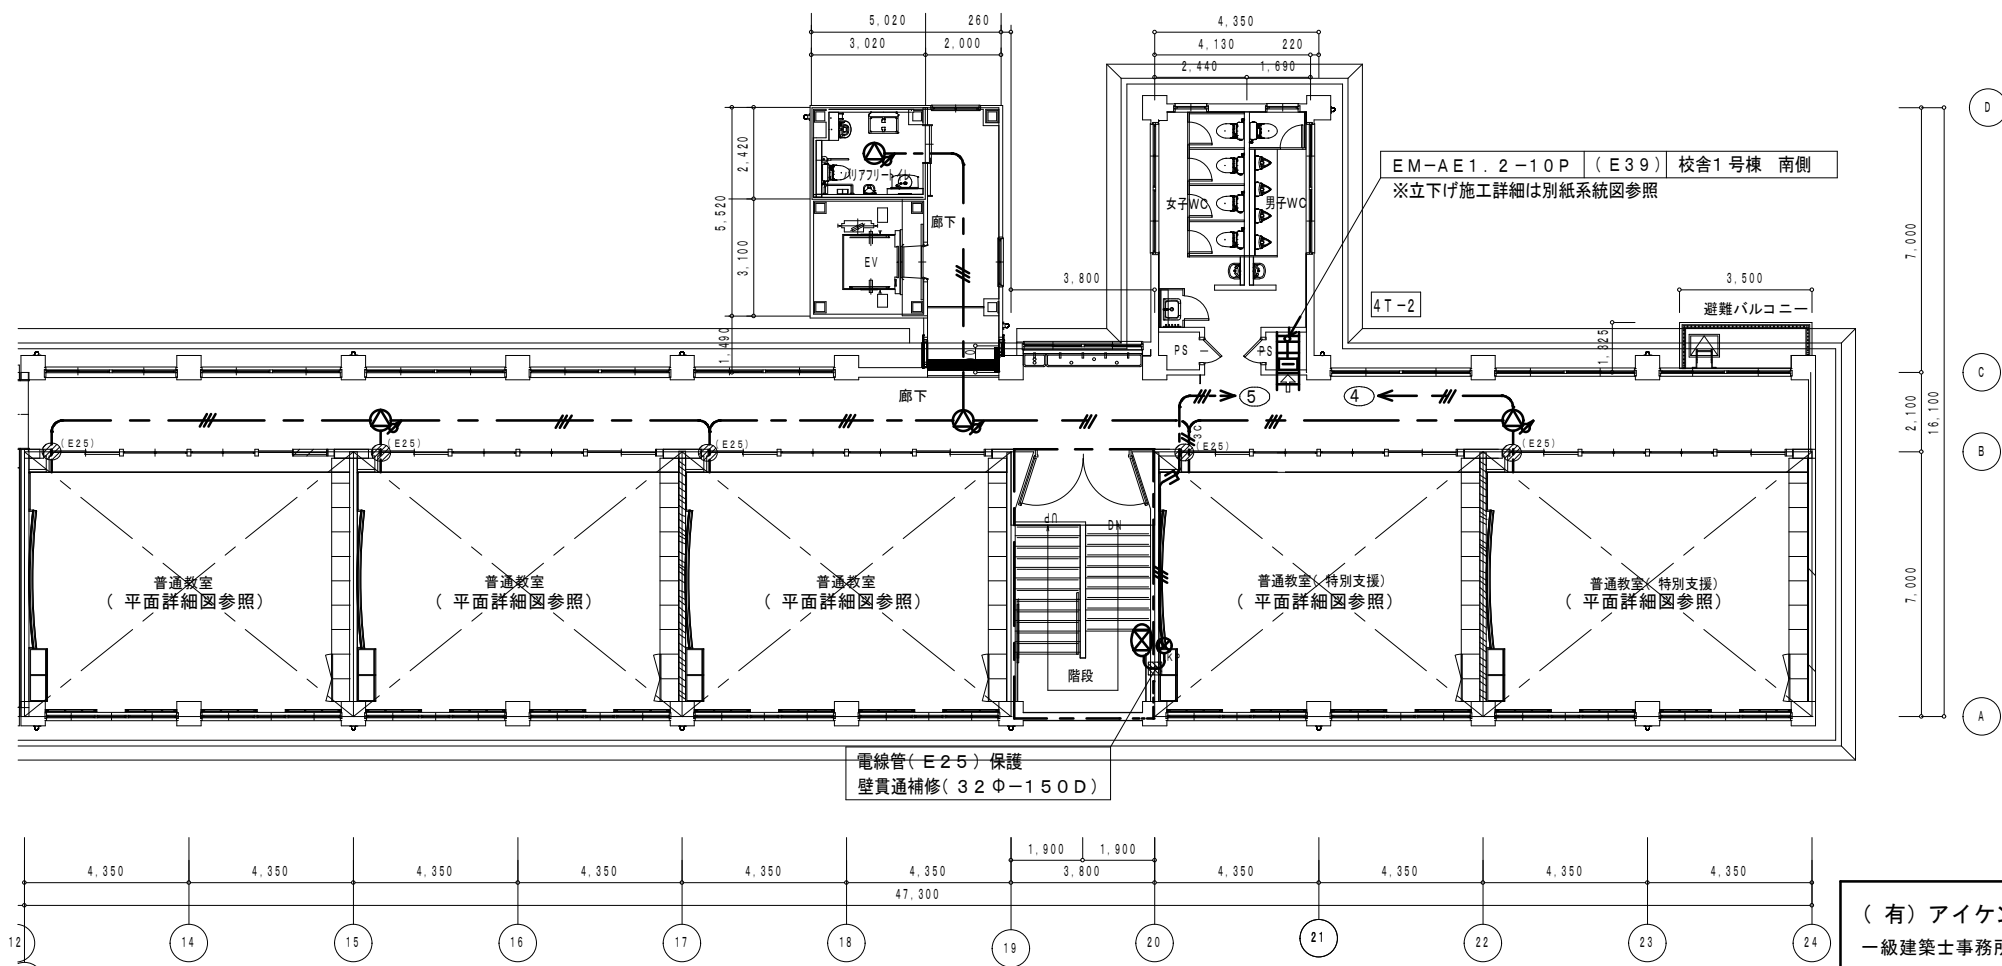 5,020 260
3,020 2,000
4,350
4,130 220
2,440 1,690
D
2,420
5,520
3,100
1,490
バリアフリートイレ
EV
廊下
女子WC 男子WC
EM-AE1.2-10P (E39) 校舎1号棟 南側
※立下げ施工詳細は別紙系統図参照
7,000
3,800
4T-2
3,500
避難バルコニー
1,325
PS PS
C
廊下
5 4
2,100
16,100
3C
(E25) (E25) (E25) (E25) (E25)
B
UP DN
普通教室
(平面詳細図参照)
普通教室
(平面詳細図参照)
普通教室
(平面詳細図参照)
普通教室(特別支援)
(平面詳細図参照)
普通教室(特別支援)
(平面詳細図参照)
7,000
階段
A
電線管(E25)保護
壁貫通補修(32Φ-150D)
1,900 1,900
4,350 4,350 4,350 4,350 4,350 4,350 3,800 4,350 4,350 4,350 4,350
47,300
12 14 15 16 17 18 19 20 21 22 23 24
(有)アイケン
一級建築士事務所